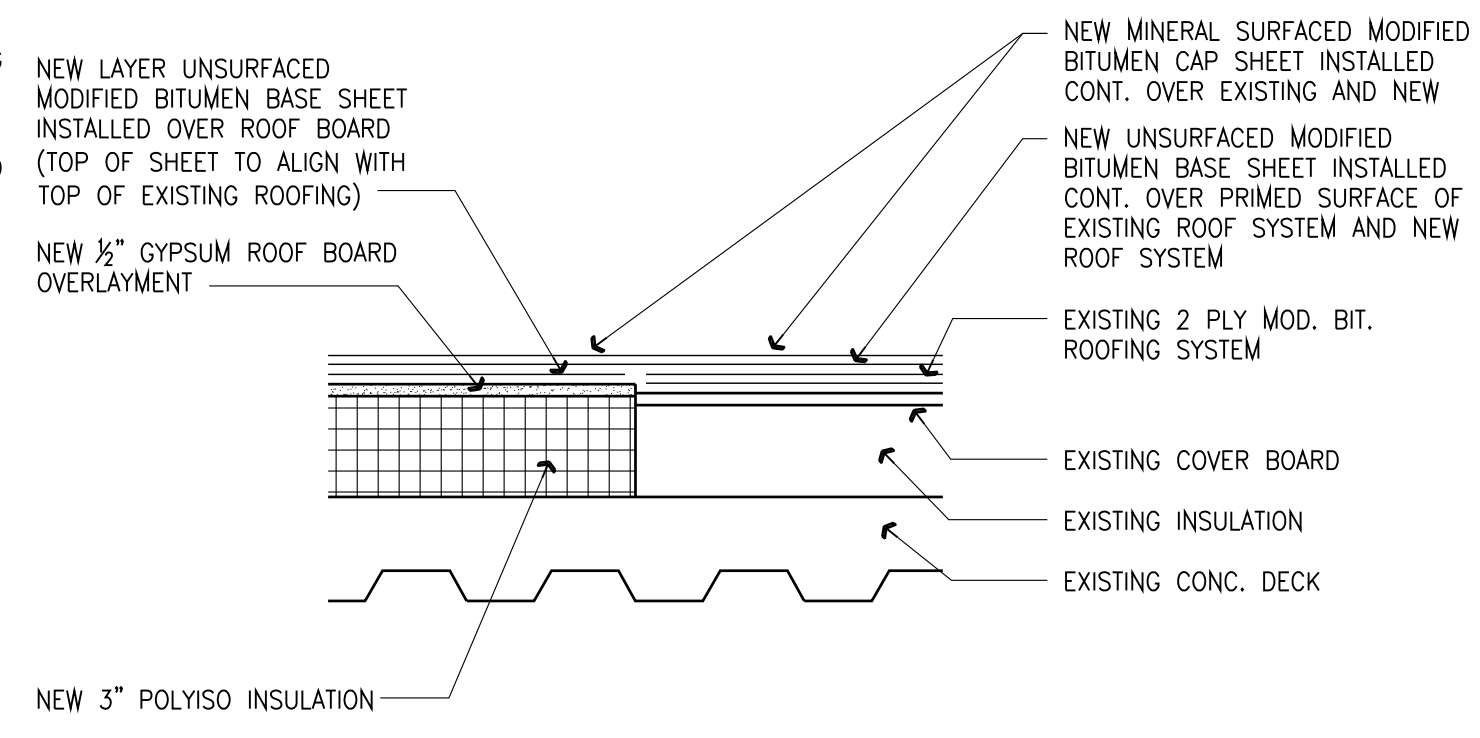 NEW LAYER UNSURFACED
MODIFIED BITUMEN BASE SHEET
INSTALLED OVER ROOF BOARD
(TOP OF SHEET TO ALIGN WITH
TOP OF EXISTING ROOFING)
NEW ½" GYPSUM ROOF BOARD
OVERLAYMENT
NEW 3" POLYISO INSULATION
NEW MINERAL SURFACED MODIFIED
BITUMEN CAP SHEET INSTALLED
CONT. OVER EXISTING AND NEW
NEW UNSURFACED MODIFIED
BITUMEN BASE SHEET INSTALLED
CONT. OVER PRIMED SURFACE OF
EXISTING ROOF SYSTEM AND NEW
ROOF SYSTEM
EXISTING 2 PLY MOD. BIT.
ROOFING SYSTEM
EXISTING COVER BOARD
EXISTING INSULATION
EXISTING CONC. DECK